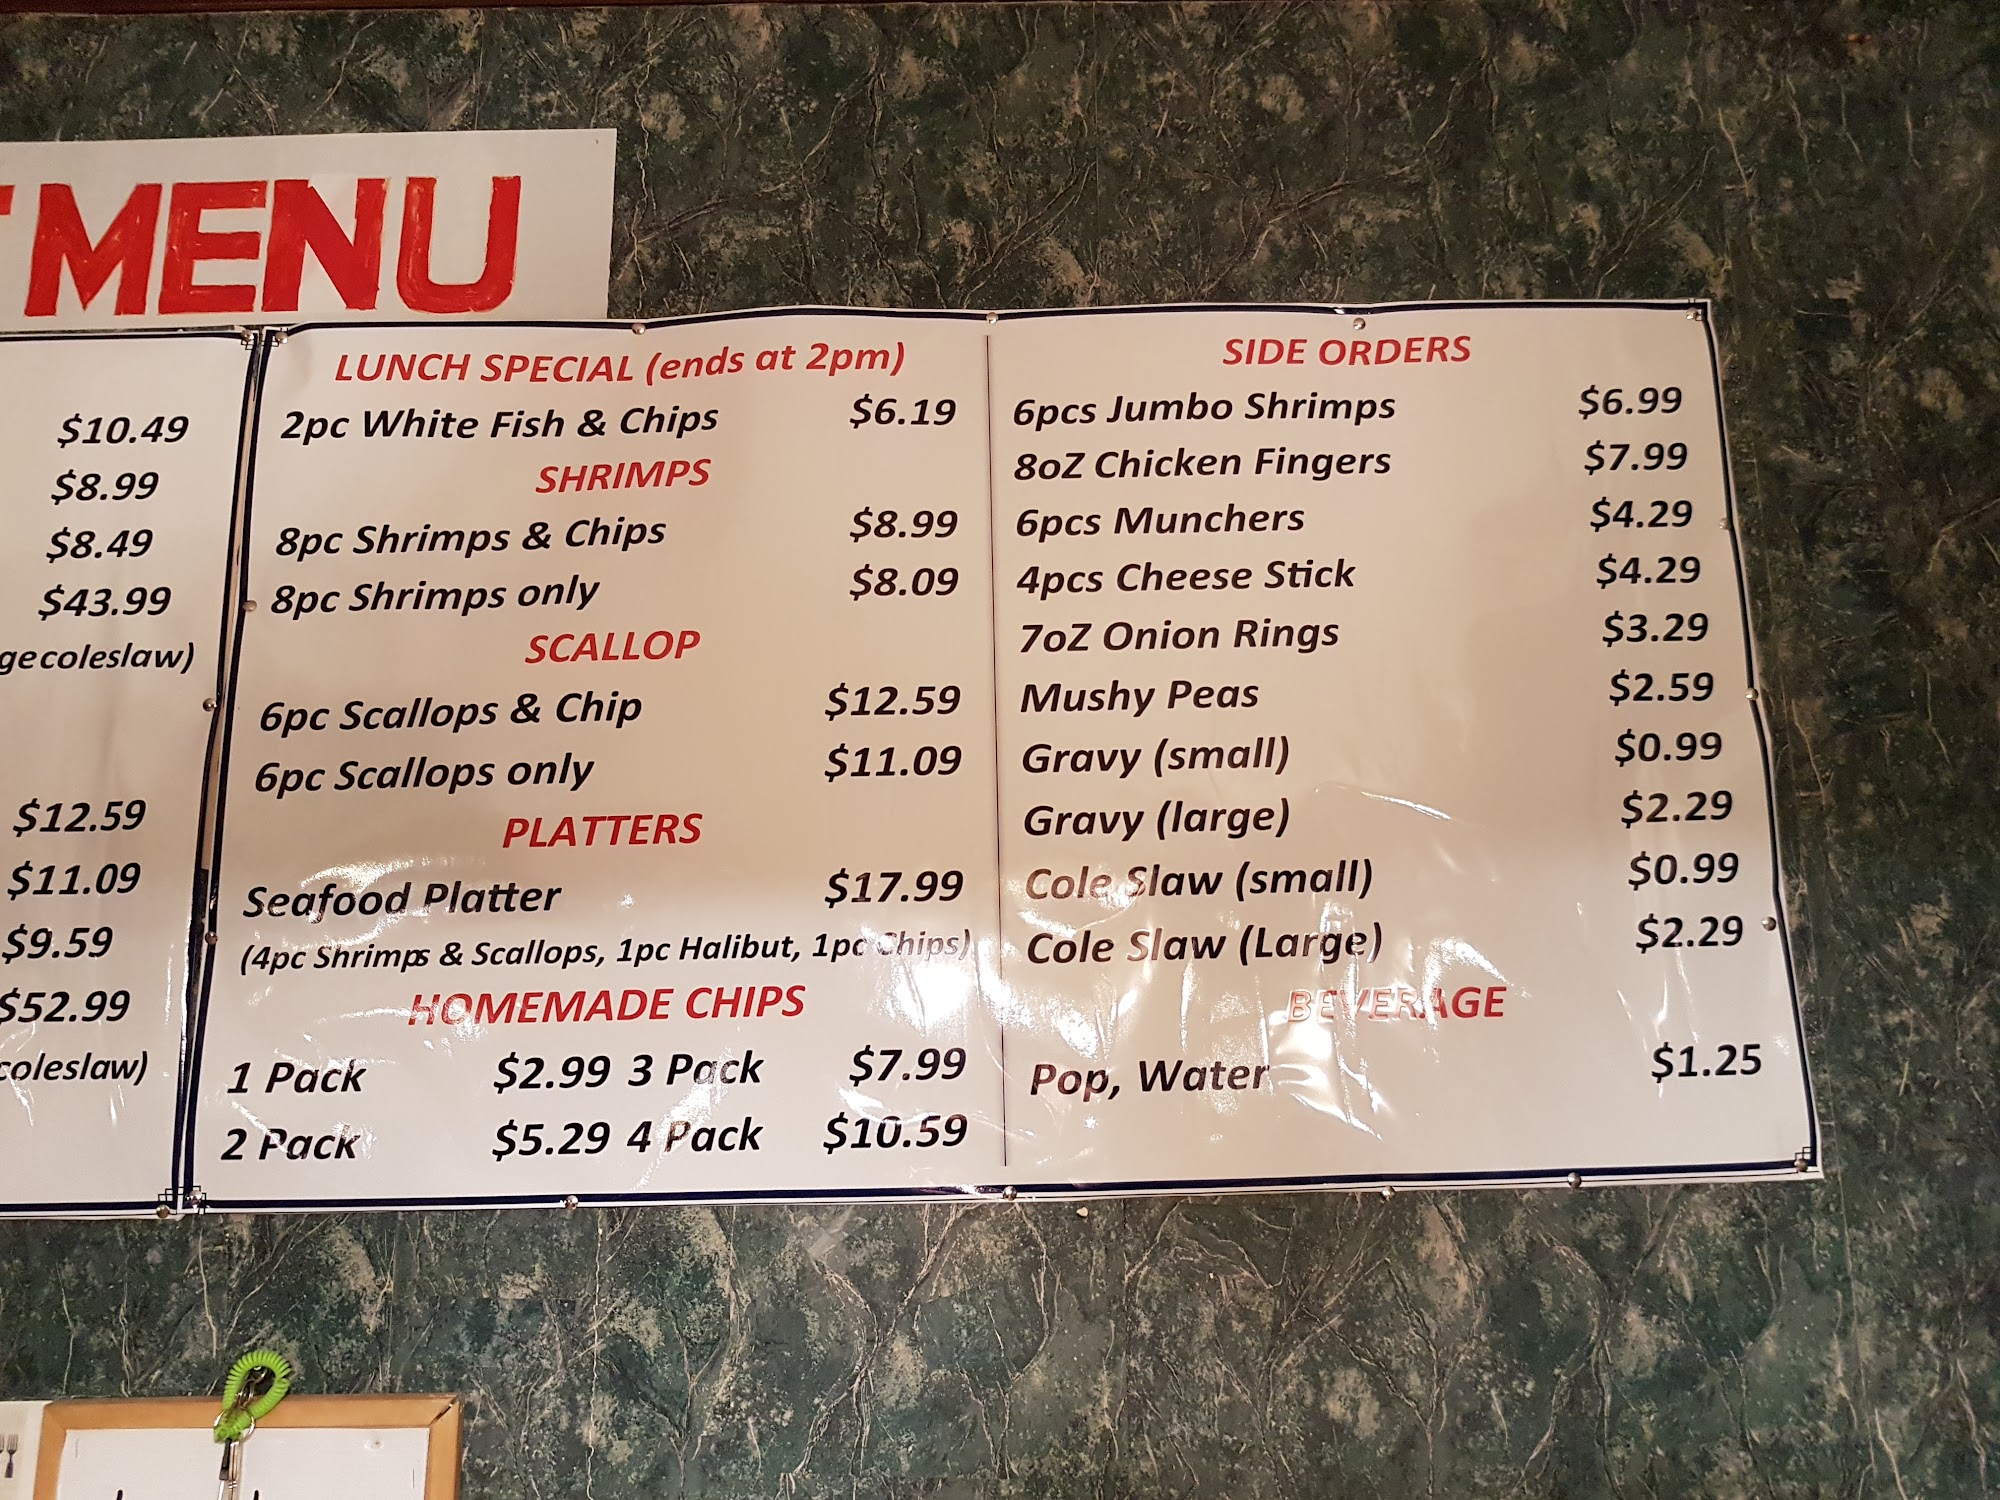 MENU
$10.49
$8.99
$8.49
$43.99
coleslaw)
$12.59
$11.09
$9.59
$52.99
coleslaw)
LUNCH SPECIAL (ends at 2pm)
2pc White Fish & Chips $6.19
SHRIMPS
8pc Shrimps & Chips $8.99
8pc Shrimps only $8.09
SCALLOP
6pc Scallops & Chip $12.59
6pc Scallops only $11.09
PLATTERS
Seafood Platter $17.99
(4pc Shrimps & Scallops, 1pc Halibut, 1pc Chips)
HOMEMADE CHIPS
1 Pack $2.99 3 Pack $7.99
2 Pack $5.29 4 Pack $10.59
SIDE ORDERS
6pcs Jumbo Shrimps $6.99
8oZ Chicken Fingers $7.99
6pcs Munchers $4.29
4pcs Cheese Stick $4.29
7oZ Onion Rings $3.29
Mushy Peas $2.59
Gravy (small) $0.99
Gravy (large) $2.29
Cole Slaw (small) $0.99
Cole Slaw (Large) $2.29
BEVERAGE
Pop, Water $1.25